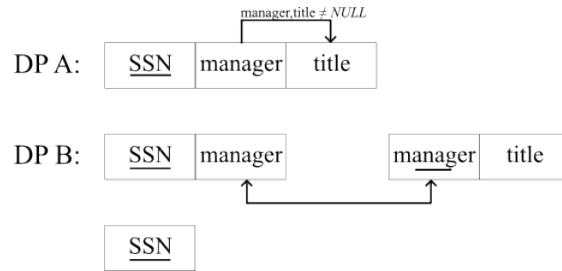 manager,title ≠ NULL
DP A: SSN manager title
DP B: SSN manager manager title
SSN